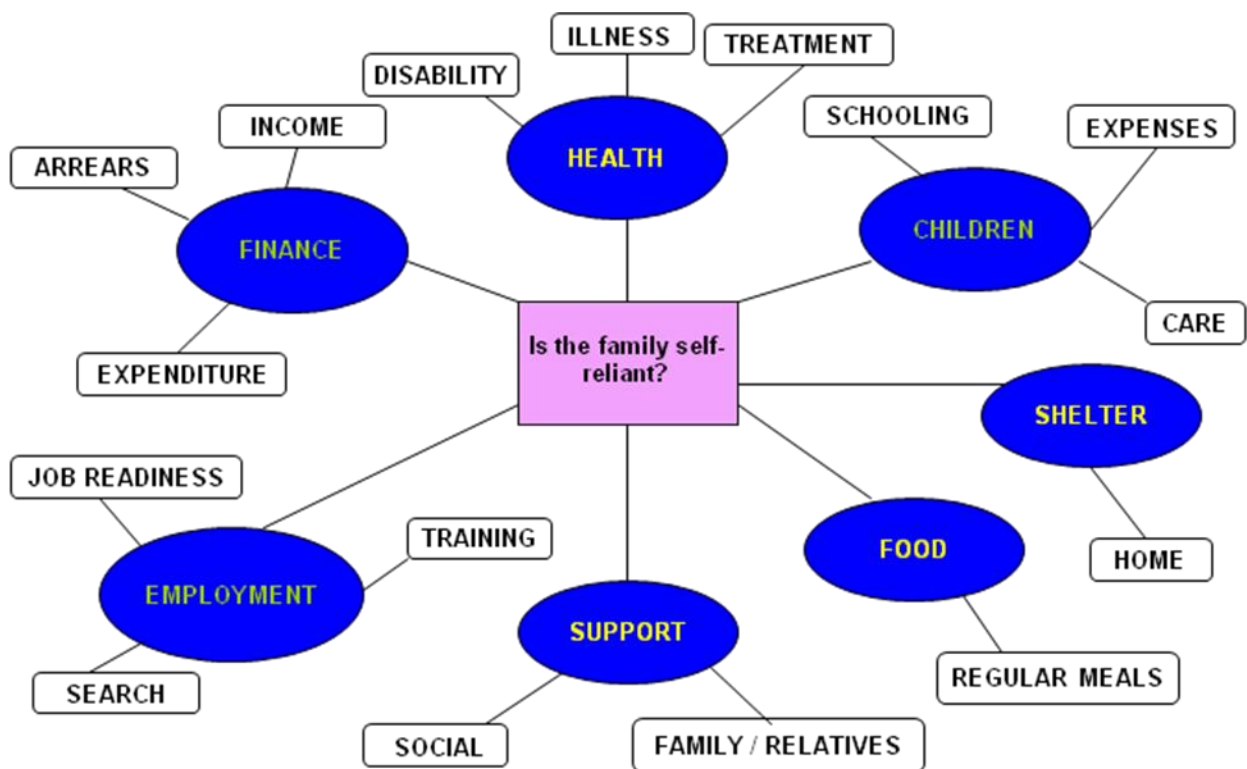 ILLNESS
TREATMENT
DISABILITY
HEALTH
INCOME
ARREARS
FINANCE
EXPENDITURE
SCHOOLING
EXPENSES
CHILDREN
CARE
Is the family self-
reliant?
SHELTER
HOME
JOB READINESS
TRAINING
EMPLOYMENT
SEARCH
SUPPORT
SOCIAL
FAMILY / RELATIVES
FOOD
REGULAR MEALS